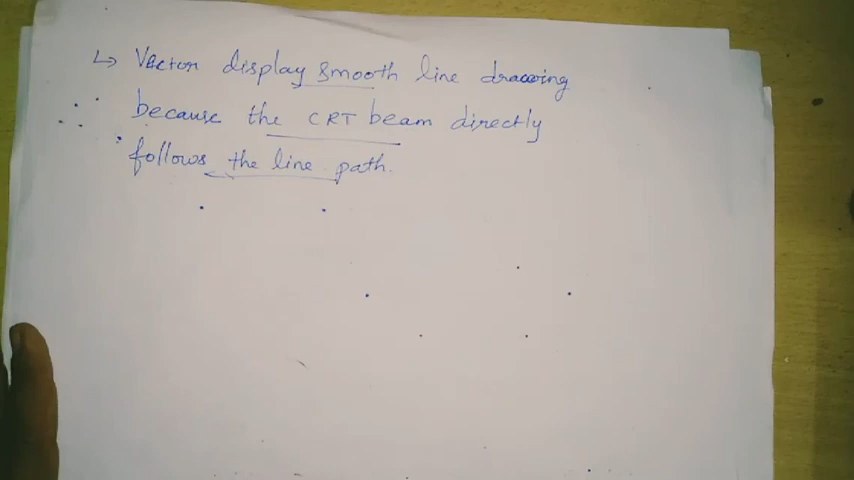 ↳ Vector display smooth line drawing
because the CRT beam directly
follows the line path.